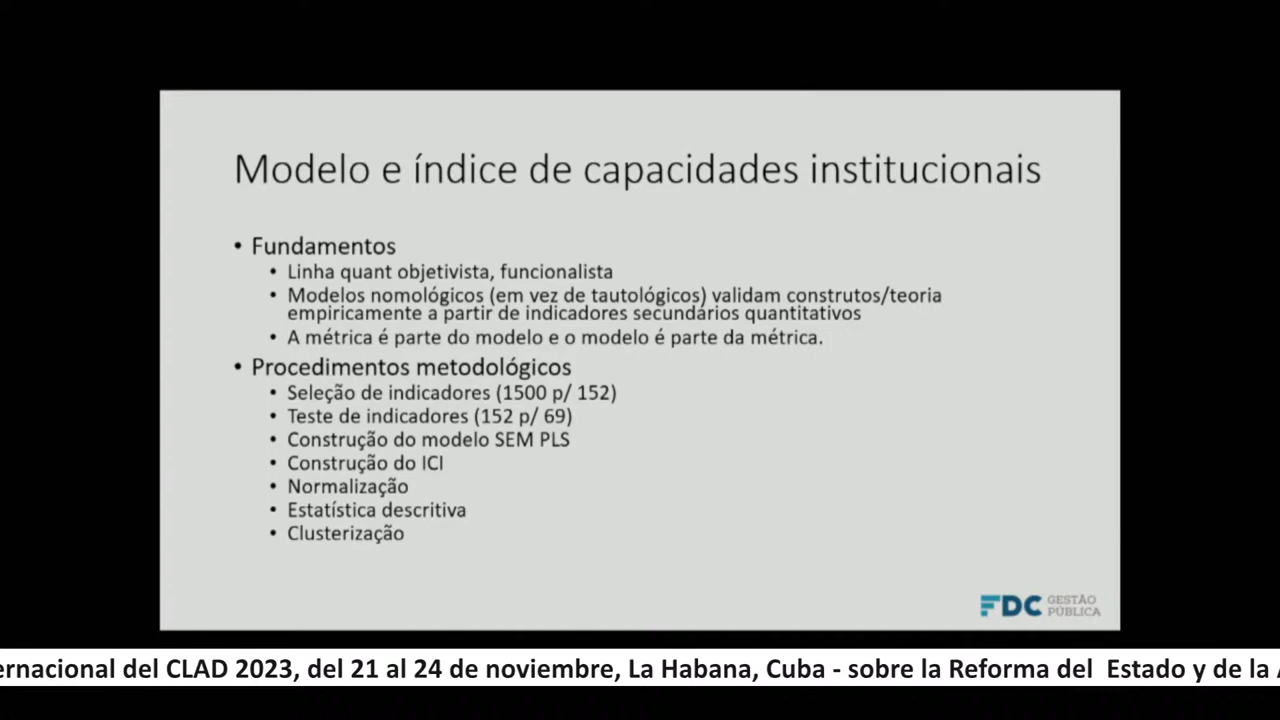 Modelo e índice de capacidades institucionais
• Fundamentos
• Linha quant objetivista, funcionalista
• Modelos nomológicos (em vez de tautológicos) validam construtos/teoria
empiricamente a partir de indicadores secundários quantitativos
• A métrica é parte do modelo e o modelo é parte da métrica.
• Procedimentos metodológicos
• Seleção de indicadores (1500 p/ 152)
• Teste de indicadores (152 p/ 69)
• Construção do modelo SEM PLS
• Construção do ICI
• Normalização
• Estatística descritiva
• Clusterização
FDC GESTÃO
PÚBLICA
ernacional del CLAD 2023, del 21 al 24 de noviembre, La Habana, Cuba - sobre la Reforma del Estado y de la